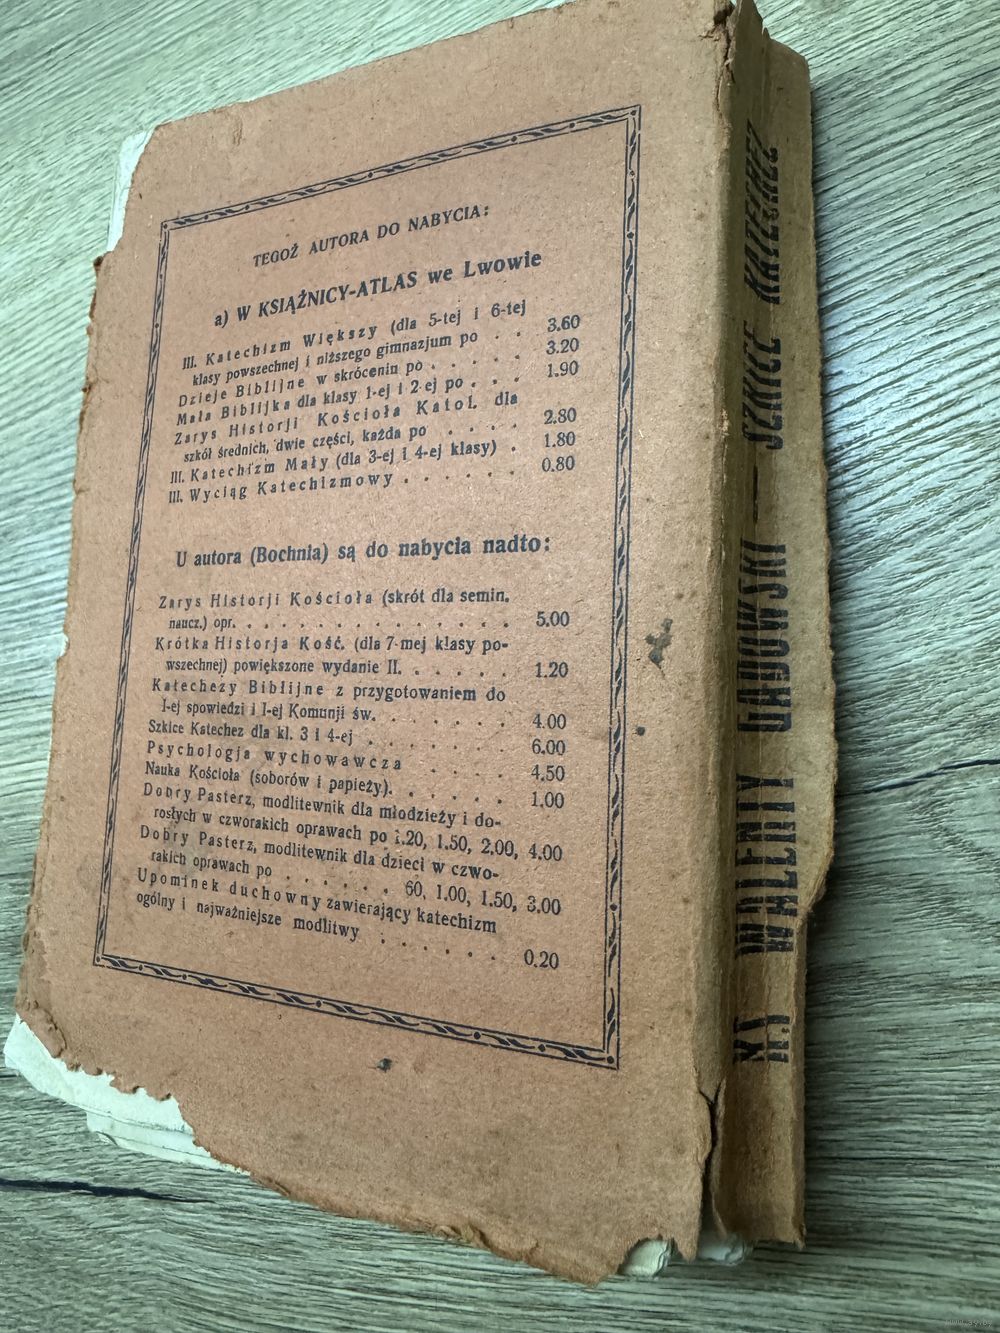 TEGOŻ AUTORA DO NABYCIA:
a) W KSIĄŻNICY-ATLAS we Lwowie
III. Katechizm Większy (dla 5-tej i 6-tej
klasy powszechnej i niższego gimnazjum po . . 3.60
Dzieje Biblijne w skróceniu po . . . . . 3.20
Mała Biblijka dla klasy 1-ej i 2-ej po . . . 1.90
Zarys Historji Kościoła Katol. dla
szkół średnich, dwie części, każda po . . . . 2.80
III. Katechizm Mały (dla 3-ej i 4-ej klasy) . 1.80
III. Wyciąg Katechizmowy . . . . . . 0.80
U autora (Bochnia) są do nabycia nadto:
Zarys Historji Kościoła (skrót dla semin.
naucz.) opr. . . . . . . . . . . . . . 5.00
Krótka Historja Kość. (dla 7-mej klasy po-
wszechnej) powiększone wydanie II. . . . . . 1.20
Katechezy Biblijne z przygotowaniem do
I-ej spowiedzi i I-ej Komunji św. . . . . . . 4.00
Szkice Katechez dla kl. 3 i 4-ej . . . . . . . 6.00
Psychologja wychowawcza . . . . 4.50
Nauka Kościoła (soborów i papieży). . . . . . 1.00
Dobry Pasterz, modlitewnik dla młodzieży i do-
rosłych w czworakich oprawach po 1.20, 1.50, 2.00, 4.00
Dobry Pasterz, modlitewnik dla dzieci w czwo-
rakich oprawach po . . . . . . 60, 1.00, 1.50, 3.00
Upominek duchowny zawierający katechizm
ogólny i najważniejsze modlitwy . . . . . . 0.20
X.T WALENTY GADOWSKI — SZKICE KATECHEZ